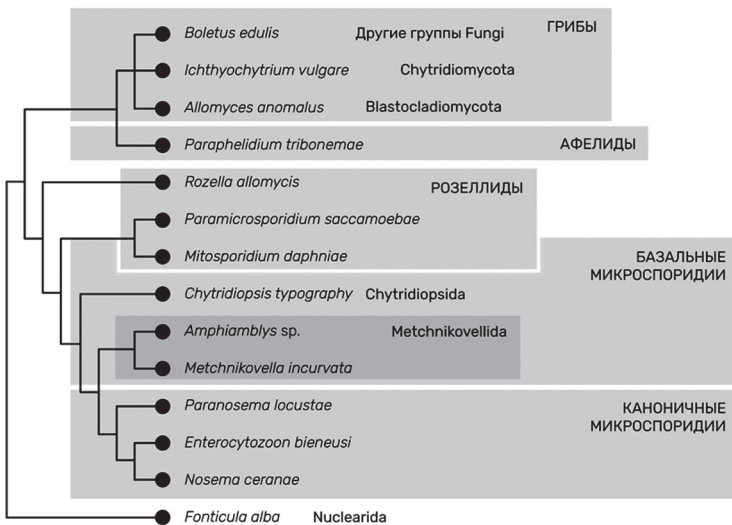 ГРИБЫ
Boletus edulis Другие группы Fungi
Ichthyochytrium vulgare Chytridiomycota
Allomyces anomalus Blastocladiomycota
Paraphelidium tribonemae АФЕЛИДЫ
Rozella allomycis РОЗЕЛЛИДЫ
Paramicrosporidium saccamoebae
Mitosporidium daphniae БАЗАЛЬНЫЕ
МИКРОСПОРИДИИ
Chytridiopsis typography Chytridiopsida
Amphiamblys sp. Metchnikovellida
Metchnikovella incurvata
Paranosema locustae КАНОНИЧНЫЕ
МИКРОСПОРИДИИ
Enterocytozoon bieneusi
Nosema ceranae
Fonticula alba Nuclearida